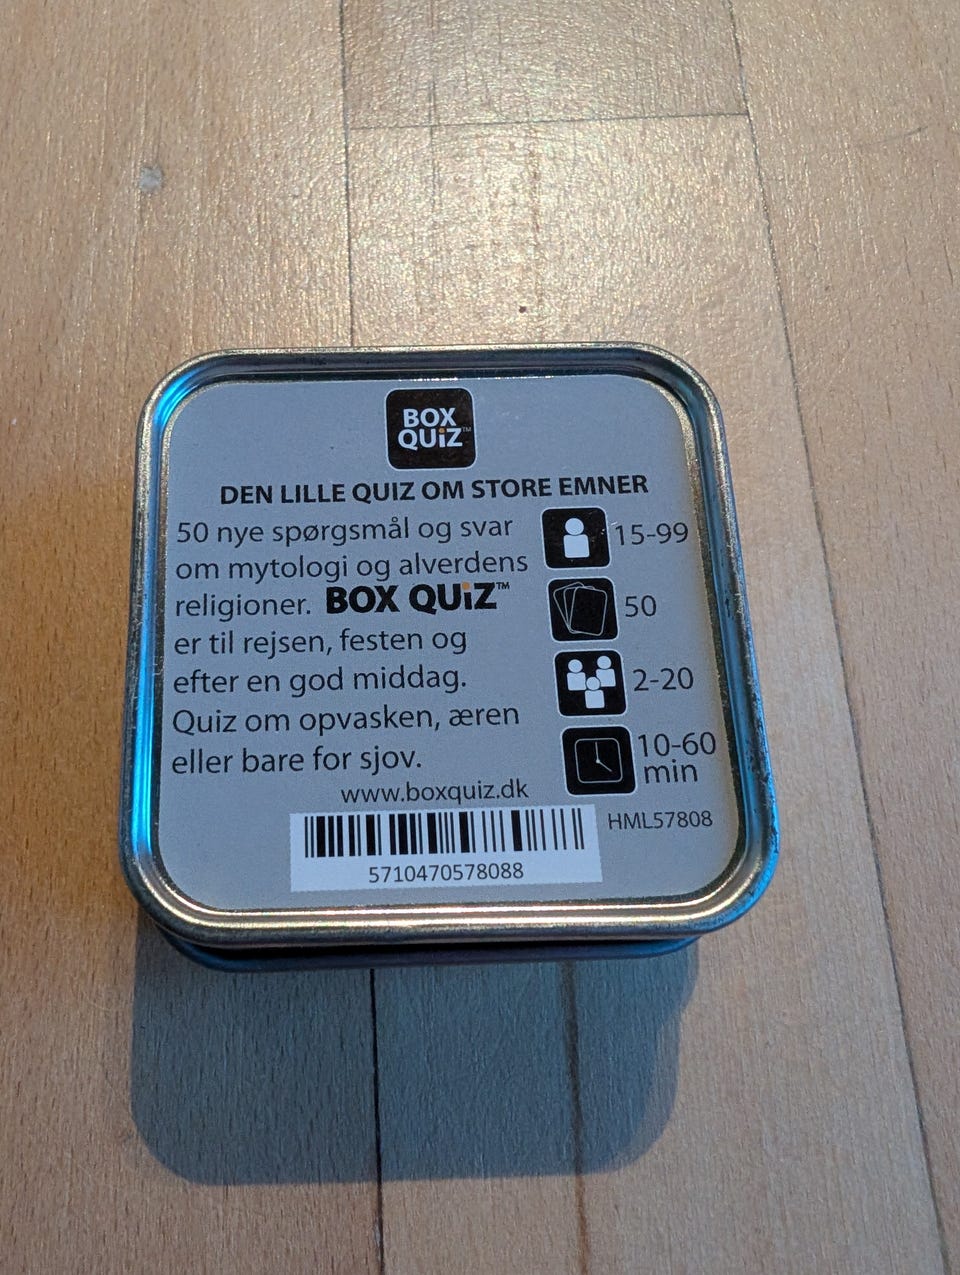 BOX
QUiZ™
DEN LILLE QUIZ OM STORE EMNER
50 nye spørgsmål og svar
om mytologi og alverdens
religioner. BOX QUiZ™
er til rejsen, festen og
efter en god middag.
Quiz om opvasken, æren
eller bare for sjov.
15-99
50
2-20
10-60
min
www.boxquiz.dk
HML57808
5710470578088